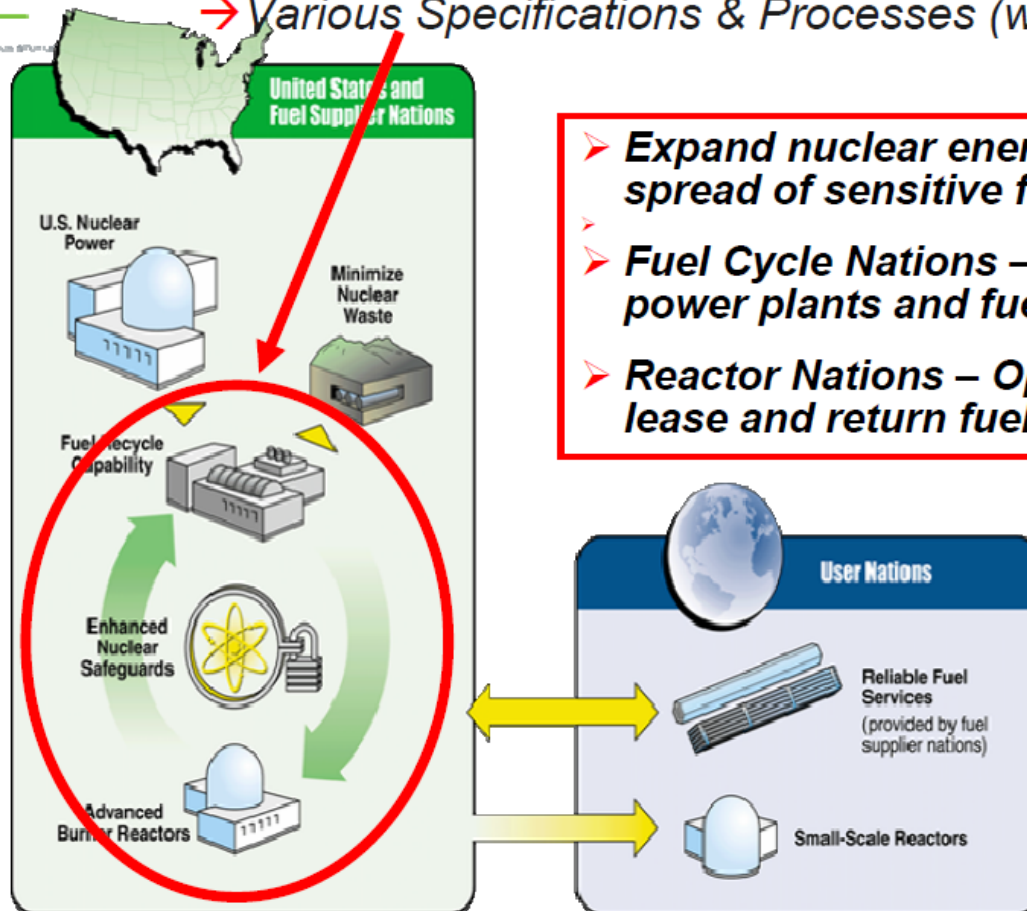 →Various Specifications & Processes (w
United States and
Fuel Supplier Nations
U.S. Nuclear
Power
Minimize
Nuclear
Waste
Fuel Recycle
Capability
Enhanced
Nuclear
Safeguards
Advanced
Burner Reactors
➢ Expand nuclear ener
spread of sensitive f
➢
➢ Fuel Cycle Nations –
power plants and fue
➢ Reactor Nations – Op
lease and return fuel
User Nations
Reliable Fuel
Services
(provided by fuel
supplier nations)
Small-Scale Reactors